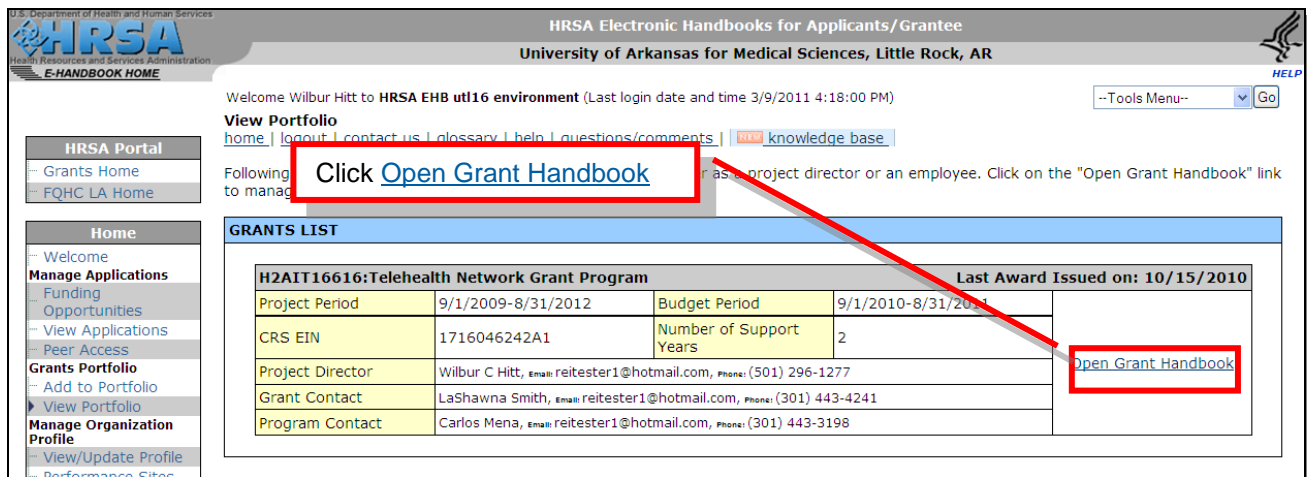 U.S. Department of Health and Human Services
HRSA
Health Resources and Services Administration
E-HANDBOOK HOME
HRSA Electronic Handbooks for Applicants/Grantee
University of Arkansas for Medical Sciences, Little Rock, AR
HELP
Welcome Wilbur Hitt to HRSA EHB utl16 environment (Last login date and time 3/9/2011 4:18:00 PM)
--Tools Menu-- Go
View Portfolio
home | logout | contact us | glossary | help | questions/comments | NEW knowledge base
Click Open Grant Handbook
Following as a project director or an employee. Click on the "Open Grant Handbook" link
to
HRSA Portal
Grants Home
FQHC LA Home
Home
Welcome
Manage Applications
Funding
Opportunities
View Applications
Peer Access
Grants Portfolio
Add to Portfolio
View Portfolio
Manage Organization
Profile
View/Update Profile
Performance Sites
GRANTS LIST
H2AIT16616:Telehealth Network Grant Program Last Award Issued on: 10/15/2010
Project Period 9/1/2009-8/31/2012 Budget Period 9/1/2010-8/31/2011
CRS EIN 1716046242A1 Number of Support
Years 2
Project Director Wilbur C Hitt, Email: reitester1@hotmail.com, Phone: (501) 296-1277
Grant Contact LaShawna Smith, Email: reitester1@hotmail.com, Phone: (301) 443-4241
Program Contact Carlos Mena, Email: reitester1@hotmail.com, Phone: (301) 443-3198
Open Grant Handbook